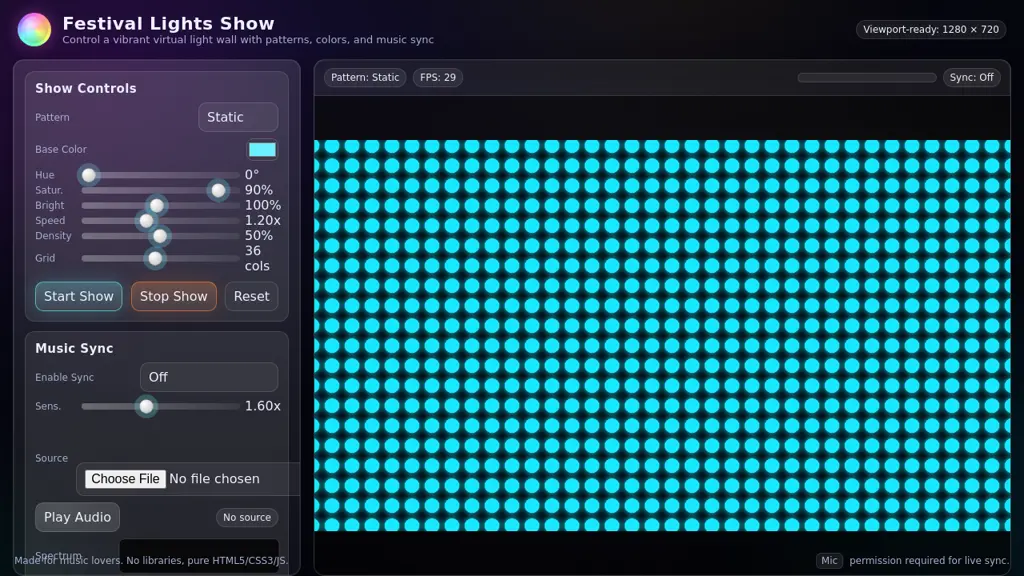 Festival Lights Show
Control a vibrant virtual light wall with patterns, colors, and music sync
Viewport-ready: 1280 × 720
Show Controls
Pattern
Static
Base Color
Hue
0°
Satur.
90%
Bright
100%
Speed
1.20x
Density
50%
Grid
36 cols
Start Show
Stop Show
Reset
Music Sync
Enable Sync
Off
Sens.
1.60x
Source
Choose File No file chosen
Play Audio
No source
Spectrum
Made for music lovers. No libraries, pure HTML5/CSS3/JS.
Pattern: Static
FPS: 29
Sync: Off
Mic permission required for live sync.